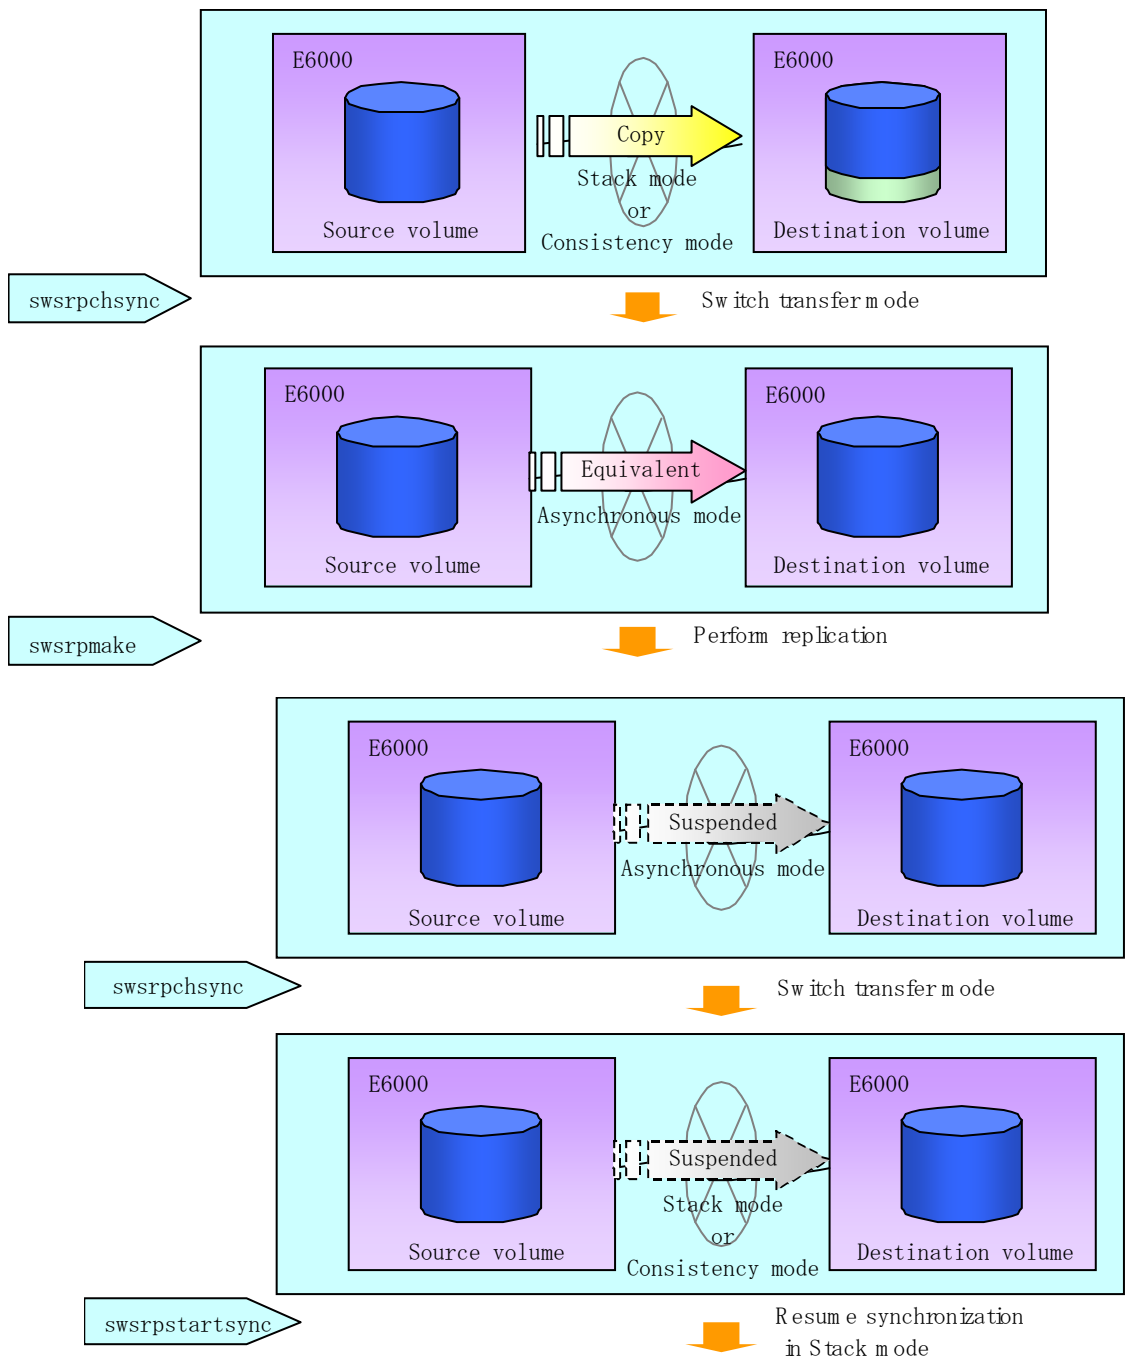 E6000
E6000
Copy
Stack mode
or
Consistency mode
Source volume
Destination volume
swsrpchsync
Switch transfer mode
E6000
E6000
Equivalent
Asynchronous mode
Source volume
Destination volume
swsrpmake
Perform replication
E6000
E6000
Suspended
Asynchronous mode
Source volume
Destination volume
swsrpchsync
Switch transfer mode
E6000
E6000
Suspended
Stack mode
or
Consistency mode
Source volume
Destination volume
swsrpstartsync
Resume synchronization
in Stack mode